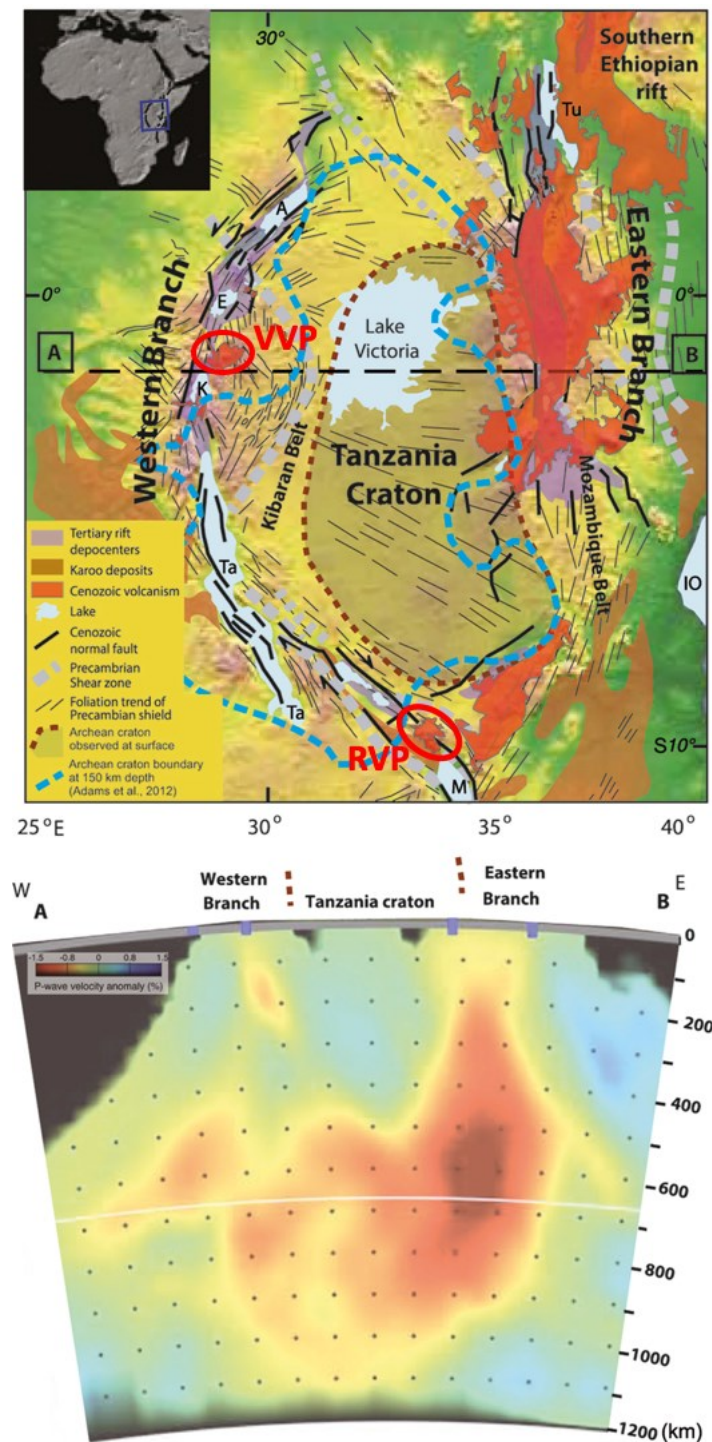 30°
Southern
Ethiopian
rift
Tu
A
0°
0°
E
VVP
Lake
Victoria
Eastern Branch
A
B
K
Western Branch
Kibaran Belt
Tanzania
Craton
Mozambique Belt
Tertiary rift
depocenters
Karoo deposits
Cenozoic volcanism
Lake
Cenozoic
normal fault
Precambrian
Shear zone
Foliation trend of
Precambian shield
Archean craton
observed at surface
Archean craton boundary
at 150 km depth
(Adams et al., 2012)
Ta
IO
Ta
RVP
S10°
M
25°E
30°
35°
40°
W
Western
Branch
Tanzania craton
Eastern
Branch
E
A
B
-1.5
-0.8
0
0.8
1.5
P-wave velocity anomaly (%)
0
200
400
600
800
1000
1200 (km)